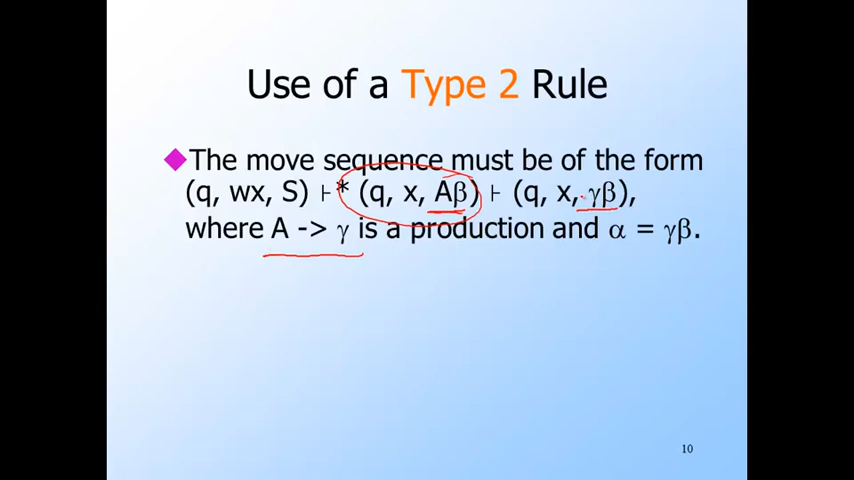 Use of a Type 2 Rule
The move sequence must be of the form
(q, wx, S) ⊦* (q, x, Aβ) ⊦ (q, x, γβ),
where A -> γ is a production and α = γβ.
10